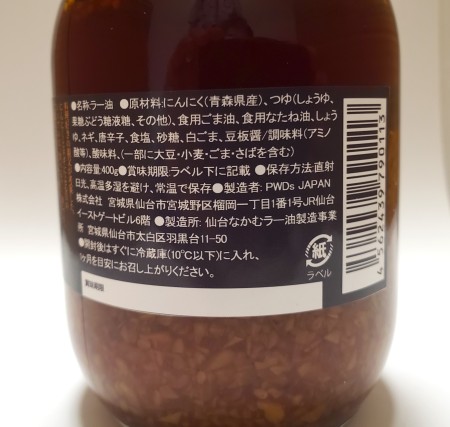 ●名称:ラー油　●原材料:にんにく(青森県産)、つゆ(しょうゆ、
果糖ぶどう糖液糖、その他)、食用ごま油、食用なたね油、しょう
ゆ、ネギ、唐辛子、食塩、砂糖、白ごま、豆板醤/調味料(アミノ
酸等)、酸味料、(一部に大豆・小麦・ごま・さばを含む)
●内容量:400g●賞味期限:ラベル下に記載　●保存方法:直射
日光、高温多湿を避け、常温で保存●製造者:PWDs JAPAN
株式会社　宮城県仙台市宮城野区榴岡一丁目1番1号JR仙台
イーストゲートビル6階　●製造所:仙台なかむラー油製造事業
所　宮城県仙台市太白区羽黒台11-50
●開封後はすぐに冷蔵庫(10℃以下)に入れ、
1ヶ月を目安にお召し上がりください。
賞味期限
紙
ラベル
4562439790113